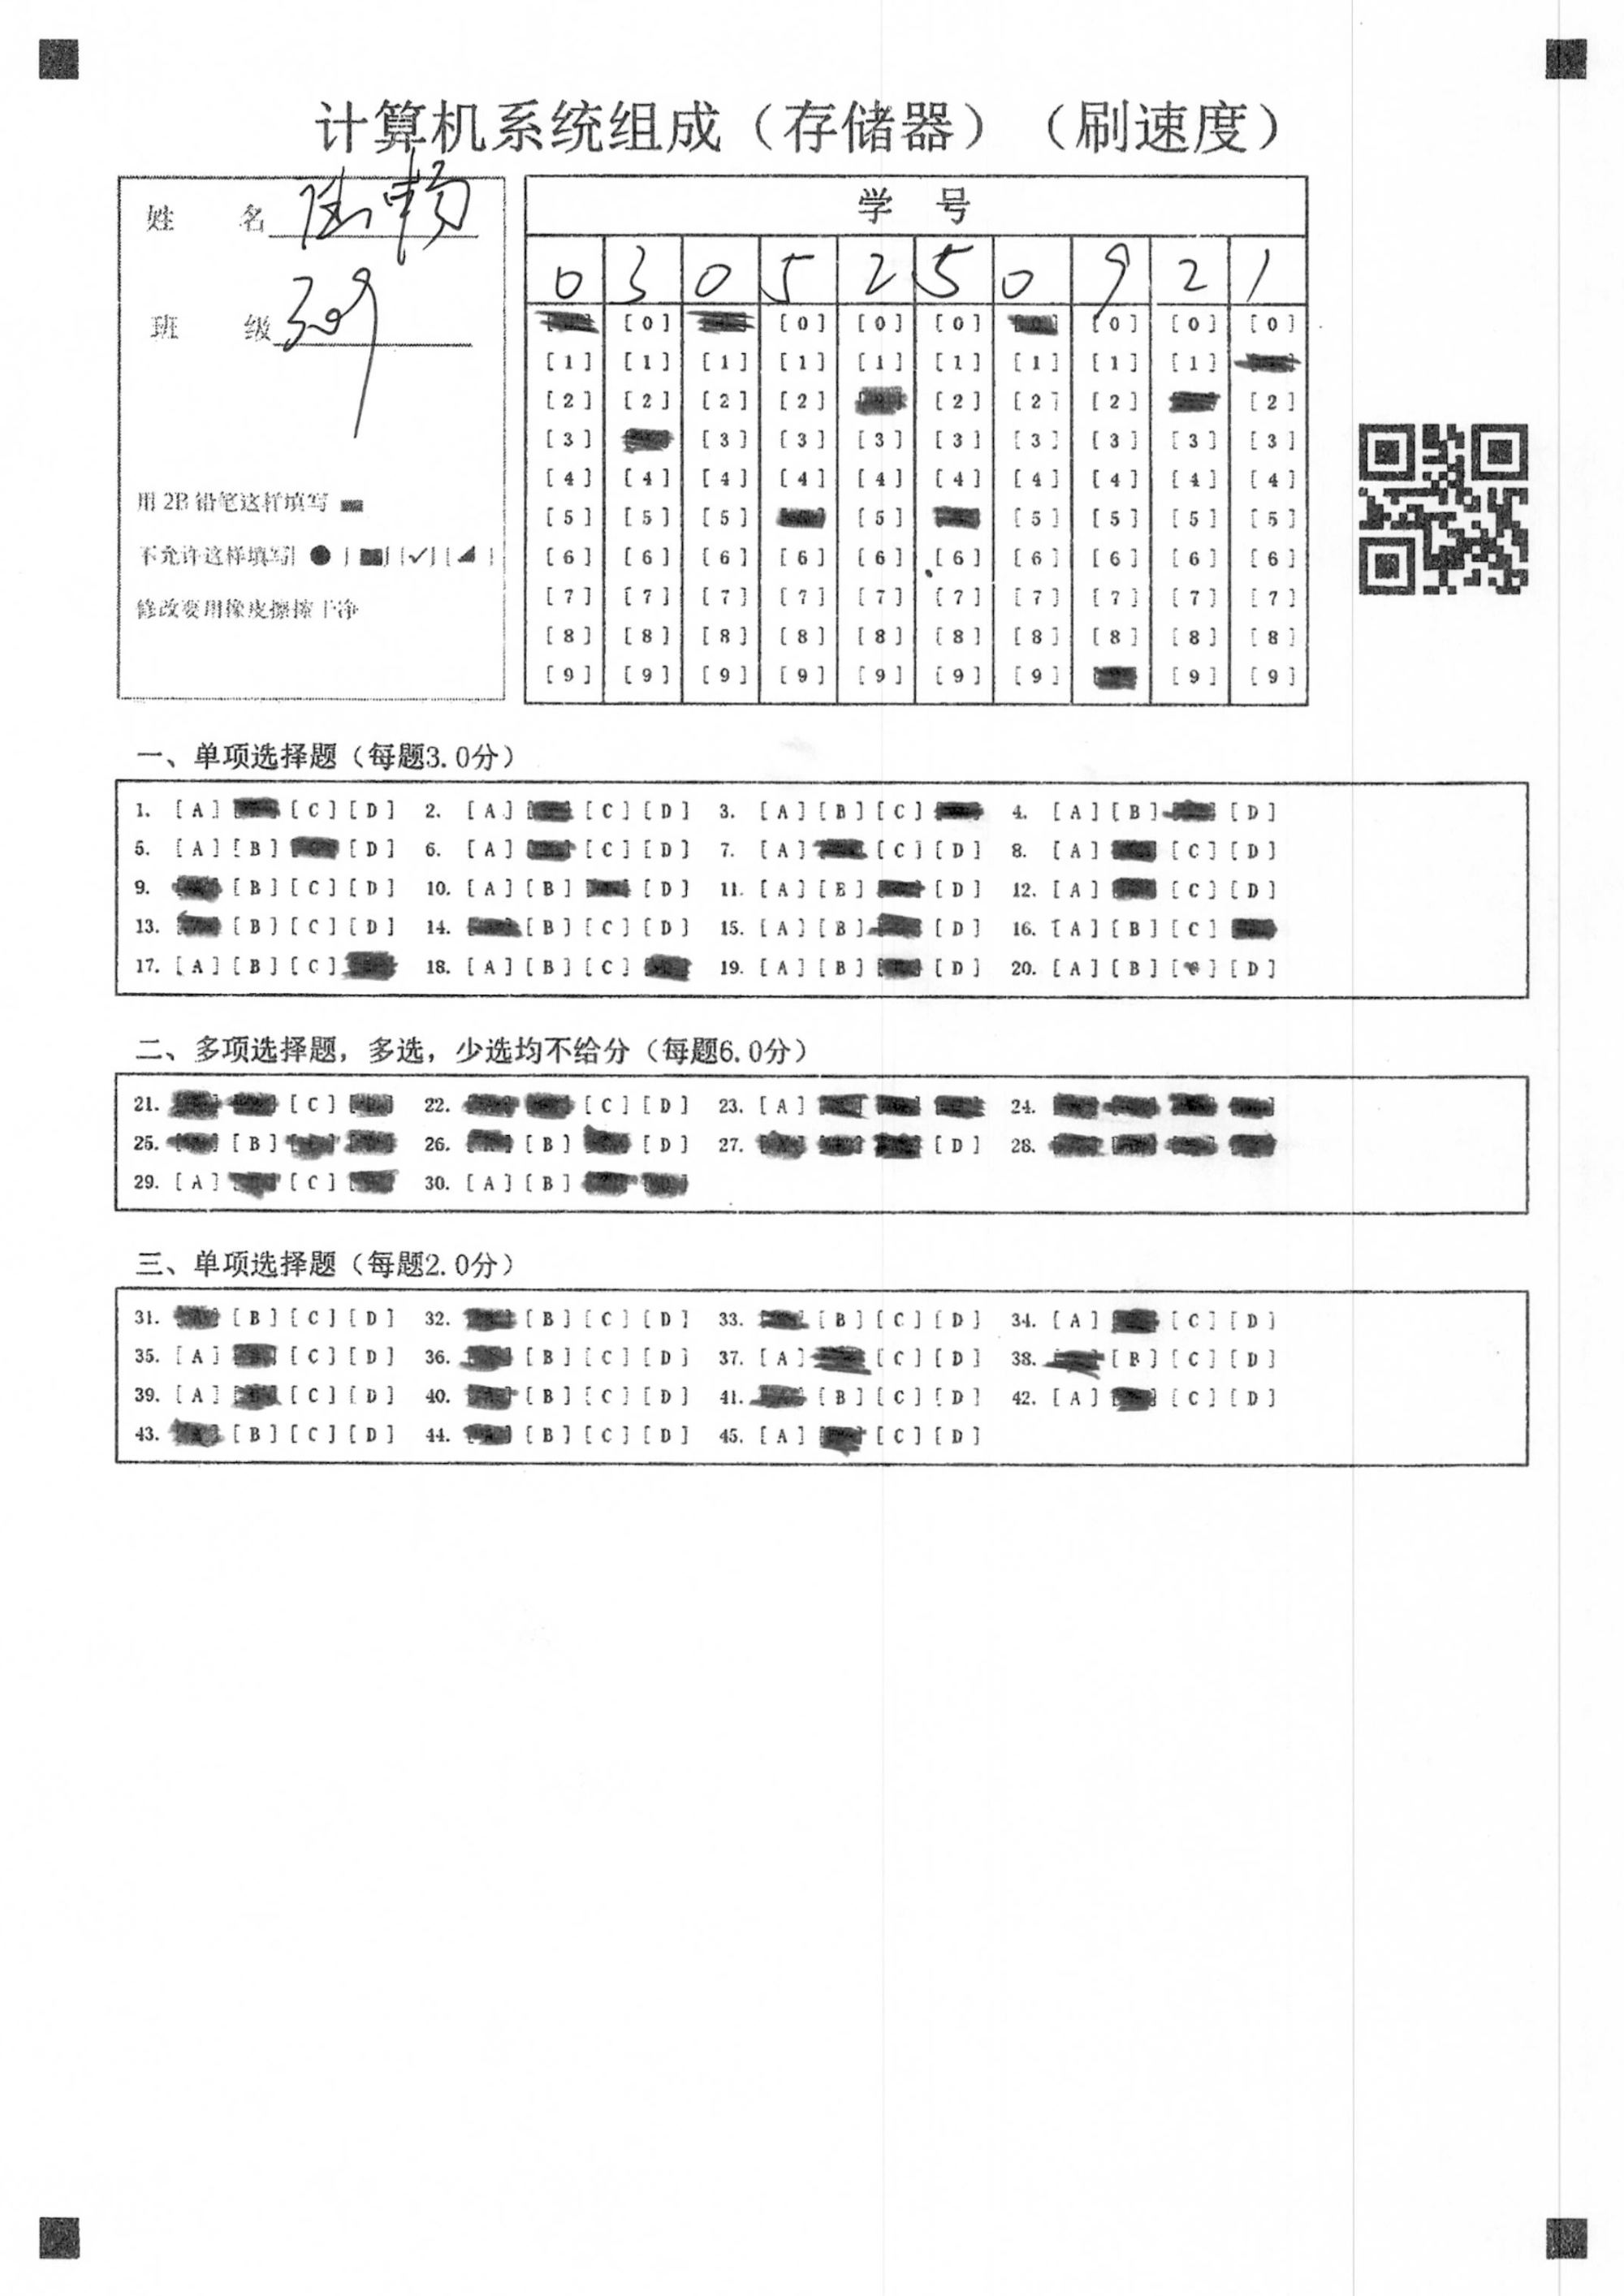 计算机系统组成（存储器）（刷速度）
姓 名
班 级 309
用 2B 铅笔这样填写
不允许这样填写[ ● ] [ ] [✓] [ ]
修改要用橡皮擦擦干净
学 号
0 3 0 5 2 5 0 9 2 1
[0] [0] [0] [0] [0] [0] [0]
[1] [1] [1] [1] [1] [1] [1] [1] [1]
[2] [2] [2] [2] [2] [2] [2] [2]
[3] [3] [3] [3] [3] [3] [3] [3] [3]
[4] [4] [4] [4] [4] [4] [4] [4] [4] [4]
[5] [5] [5] [5] [5] [5] [5] [5]
[6] [6] [6] [6] [6] [6] [6] [6] [6] [6]
[7] [7] [7] [7] [7] [7] [7] [7] [7] [7]
[8] [8] [8] [8] [8] [8] [8] [8] [8] [8]
[9] [9] [9] [9] [9] [9] [9] [9] [9]
一、单项选择题（每题3.0分）
1. [A] [C] [D] 2. [A] [C] [D] 3. [A] [B] [C] 4. [A] [B] [D]
5. [A] [B] [D] 6. [A] [C] [D] 7. [A] [C] [D] 8. [A] [C] [D]
9. [B] [C] [D] 10. [A] [B] [D] 11. [A] [B] [D] 12. [A] [C] [D]
13. [B] [C] [D] 14. [B] [C] [D] 15. [A] [B] [D] 16. [A] [B] [C]
17. [A] [B] [C] 18. [A] [B] [C] 19. [A] [B] [D] 20. [A] [B] [C] [D]
二、多项选择题，多选，少选均不给分（每题6.0分）
21. [C] 22. [C] [D] 23. [A] 24.
25. [B] 26. [B] [D] 27. [D] 28.
29. [A] [C] 30. [A] [B]
三、单项选择题（每题2.0分）
31. [B] [C] [D] 32. [B] [C] [D] 33. [B] [C] [D] 34. [A] [C] [D]
35. [A] [C] [D] 36. [B] [C] [D] 37. [A] [C] [D] 38. [B] [C] [D]
39. [A] [C] [D] 40. [B] [C] [D] 41. [B] [C] [D] 42. [A] [C] [D]
43. [B] [C] [D] 44. [B] [C] [D] 45. [A] [C] [D]